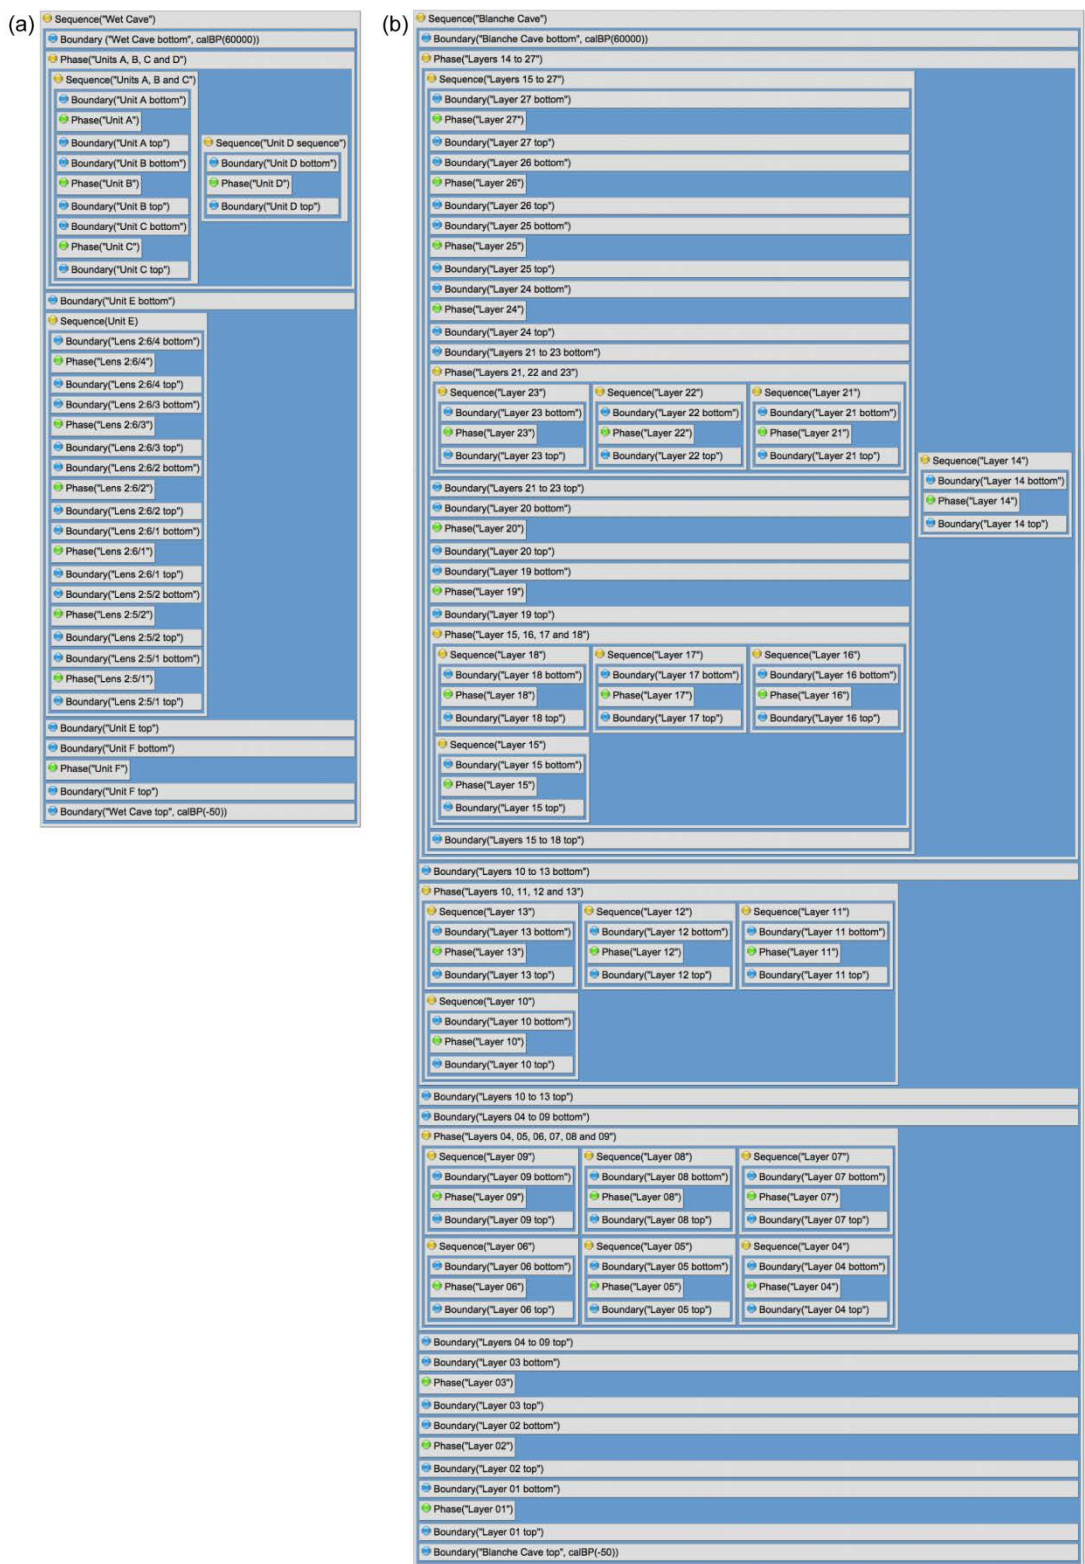 (a)
Sequence("Wet Cave")
Boundary ("Wet Cave bottom", calBP(60000))
Phase("Units A, B, C and D")
Sequence("Units A, B and C")
Boundary("Unit A bottom")
Phase("Unit A")
Boundary("Unit A top")
Boundary("Unit B bottom")
Phase("Unit B")
Boundary("Unit B top")
Boundary("Unit C bottom")
Phase("Unit C")
Boundary("Unit C top")
Sequence("Unit D sequence")
Boundary("Unit D bottom")
Phase("Unit D")
Boundary("Unit D top")
Boundary("Unit E bottom")
Sequence(Unit E)
Boundary("Lens 2:6/4 bottom")
Phase("Lens 2:6/4")
Boundary("Lens 2:6/4 top")
Boundary("Lens 2:6/3 bottom")
Phase("Lens 2:6/3")
Boundary("Lens 2:6/3 top)
Boundary("Lens 2:6/2 bottom")
Phase("Lens 2:6/2")
Boundary("Lens 2:6/2 top")
Boundary("Lens 2:6/1 bottom")
Phase("Lens 2:6/1")
Boundary("Lens 2:6/1 top")
Boundary("Lens 2:5/2 bottom")
Phase("Lens 2:5/2")
Boundary("Lens 2:5/2 top")
Boundary("Lens 2:5/1 bottom")
Phase("Lens 2:5/1")
Boundary("Lens 2:5/1 top")
Boundary("Unit E top")
Boundary("Unit F bottom")
Phase("Unit F")
Boundary("Unit F top")
Boundary("Wet Cave top", calBP(-50))
(b)
Sequence("Blanche Cave")
Boundary("Blanche Cave bottom", calBP(60000))
Phase("Layers 14 to 27")
Sequence("Layers 15 to 27")
Boundary("Layer 27 bottom")
Phase("Layer 27")
Boundary("Layer 27 top")
Boundary("Layer 26 bottom")
Phase("Layer 26")
Boundary("Layer 26 top")
Boundary("Layer 25 bottom")
Phase("Layer 25")
Boundary("Layer 25 top")
Boundary("Layer 24 bottom")
Phase("Layer 24")
Boundary("Layer 24 top")
Boundary("Layers 21 to 23 bottom")
Phase("Layers 21, 22 and 23")
Sequence("Layer 23") Sequence("Layer 22") Sequence("Layer 21")
Boundary("Layer 23 bottom") Boundary("Layer 22 bottom") Boundary("Layer 21 bottom")
Phase("Layer 23") Phase("Layer 22") Phase("Layer 21")
Boundary("Layer 23 top") Boundary("Layer 22 top") Boundary("Layer 21 top")
Boundary("Layers 21 to 23 top")
Boundary("Layer 20 bottom")
Phase("Layer 20")
Boundary("Layer 20 top")
Boundary("Layer 19 bottom")
Phase("Layer 19")
Boundary("Layer 19 top")
Phase("Layer 15, 16, 17 and 18")
Sequence("Layer 18") Sequence("Layer 17") Sequence("Layer 16")
Boundary("Layer 18 bottom") Boundary("Layer 17 bottom") Boundary("Layer 16 bottom")
Phase("Layer 18") Phase("Layer 17") Phase("Layer 16")
Boundary("Layer 18 top") Boundary("Layer 17 top") Boundary("Layer 16 top")
Sequence("Layer 15")
Boundary("Layer 15 bottom")
Phase("Layer 15")
Boundary("Layer 15 top")
Boundary("Layers 15 to 18 top")
Sequence("Layer 14")
Boundary("Layer 14 bottom")
Phase("Layer 14")
Boundary("Layer 14 top")
Boundary("Layers 10 to 13 bottom")
Phase("Layers 10, 11, 12 and 13")
Sequence("Layer 13") Sequence("Layer 12") Sequence("Layer 11")
Boundary("Layer 13 bottom") Boundary("Layer 12 bottom") Boundary("Layer 11 bottom")
Phase("Layer 13") Phase("Layer 12") Phase("Layer 11")
Boundary("Layer 13 top") Boundary("Layer 12 top") Boundary("Layer 11 top")
Sequence("Layer 10")
Boundary("Layer 10 bottom")
Phase("Layer 10")
Boundary("Layer 10 top")
Boundary("Layers 10 to 13 top")
Boundary("Layers 04 to 09 bottom")
Phase("Layers 04, 05, 06, 07, 08 and 09")
Sequence("Layer 09") Sequence("Layer 08") Sequence("Layer 07")
Boundary("Layer 09 bottom") Boundary("Layer 08 bottom") Boundary("Layer 07 bottom")
Phase("Layer 09") Phase("Layer 08") Phase("Layer 07")
Boundary("Layer 09 top") Boundary("Layer 08 top") Boundary("Layer 07 top")
Sequence("Layer 06") Sequence("Layer 05") Sequence("Layer 04")
Boundary("Layer 06 bottom") Boundary("Layer 05 bottom") Boundary("Layer 04 bottom")
Phase("Layer 06") Phase("Layer 05") Phase("Layer 04")
Boundary("Layer 06 top") Boundary("Layer 05 top") Boundary("Layer 04 top")
Boundary("Layers 04 to 09 top")
Boundary("Layer 03 bottom")
Phase("Layer 03")
Boundary("Layer 03 top")
Boundary("Layer 02 bottom")
Phase("Layer 02")
Boundary("Layer 02 top")
Boundary("Layer 01 bottom")
Phase("Layer 01")
Boundary("Layer 01 top")
Boundary("Blanche Cave top", calBP(-50))